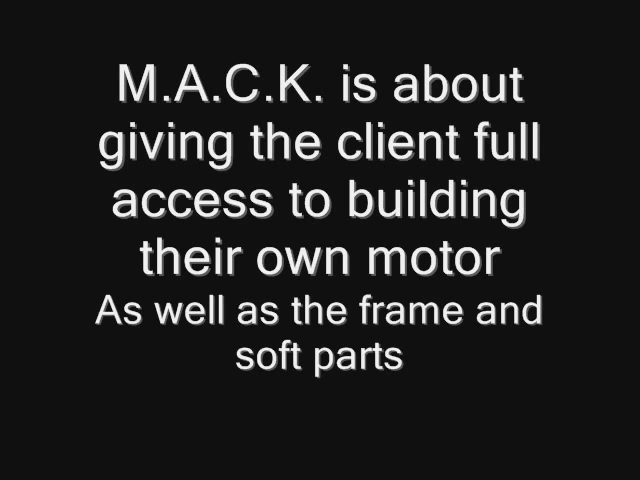 M.A.C.K. is about
giving the client full
access to building
their own motor
As well as the frame and
soft parts